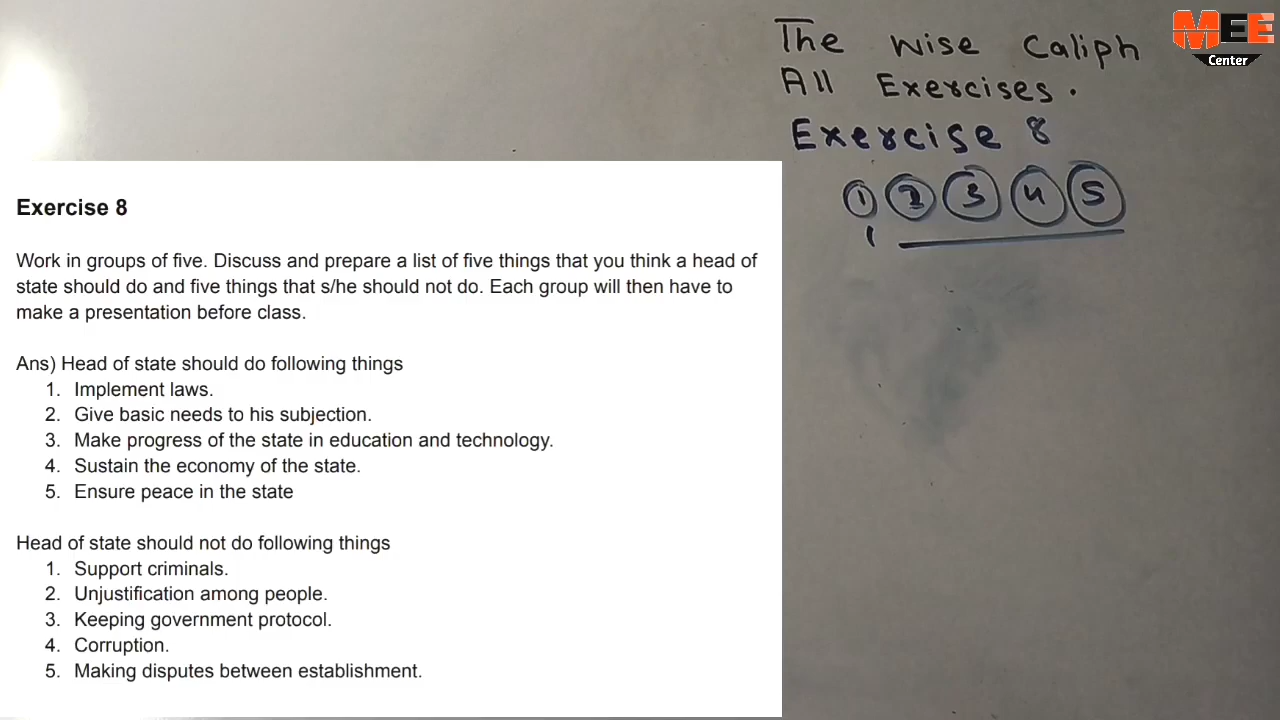 The Wise Caliph
All Exercises.
Exercise 8
1 2 3 4 5
MEE
Center
Exercise 8
Work in groups of five. Discuss and prepare a list of five things that you think a head of
state should do and five things that s/he should not do. Each group will then have to
make a presentation before class.
Ans) Head of state should do following things
1. Implement laws.
2. Give basic needs to his subjection.
3. Make progress of the state in education and technology.
4. Sustain the economy of the state.
5. Ensure peace in the state
Head of state should not do following things
1. Support criminals.
2. Unjustification among people.
3. Keeping government protocol.
4. Corruption.
5. Making disputes between establishment.